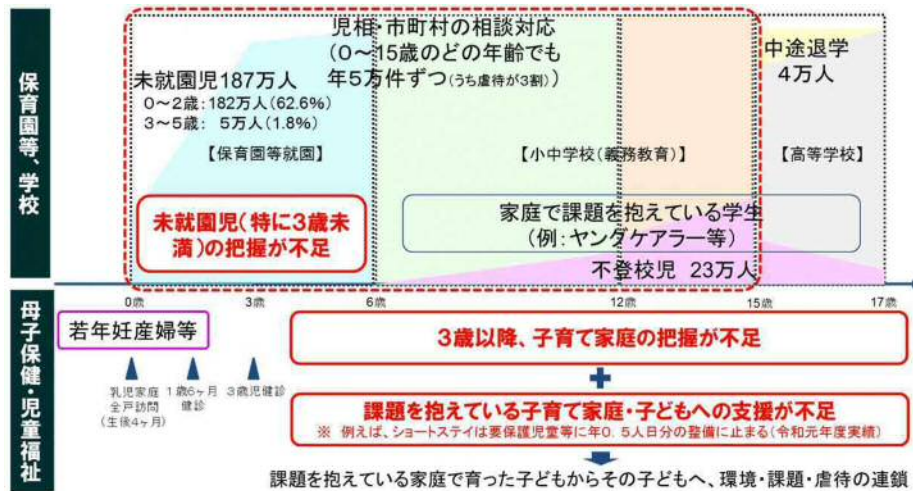 保育園等、学校
児相・市町村の相談対応
(0～15歳のどの年齢でも
年5万件ずつ(うち虐待が3割))
中途退学
4万人
未就園児187万人
0～2歳:182万人(62.6%)
3～5歳: 5万人(1.8%)
【保育園等就園】
【小中学校(義務教育)】
【高等学校】
未就園児(特に3歳未
満)の把握が不足
家庭で課題を抱えている学生
(例:ヤングケアラー等)
不登校児 23万人
0歳
3歳
6歳
12歳
15歳
17歳
母子保健・児童福祉
若年妊産婦等
乳児家庭
全戸訪問
(生後4ヶ月)
1歳6ヶ月
健診
3歳児健診
3歳以降、子育て家庭の把握が不足
+
課題を抱えている子育て家庭・子どもへの支援が不足
※ 例えば、ショートステイは要保護児童等に年0.5人日分の整備に止まる(令和元年度実績)
課題を抱えている家庭で育った子どもからその子どもへ、環境・課題・虐待の連鎖